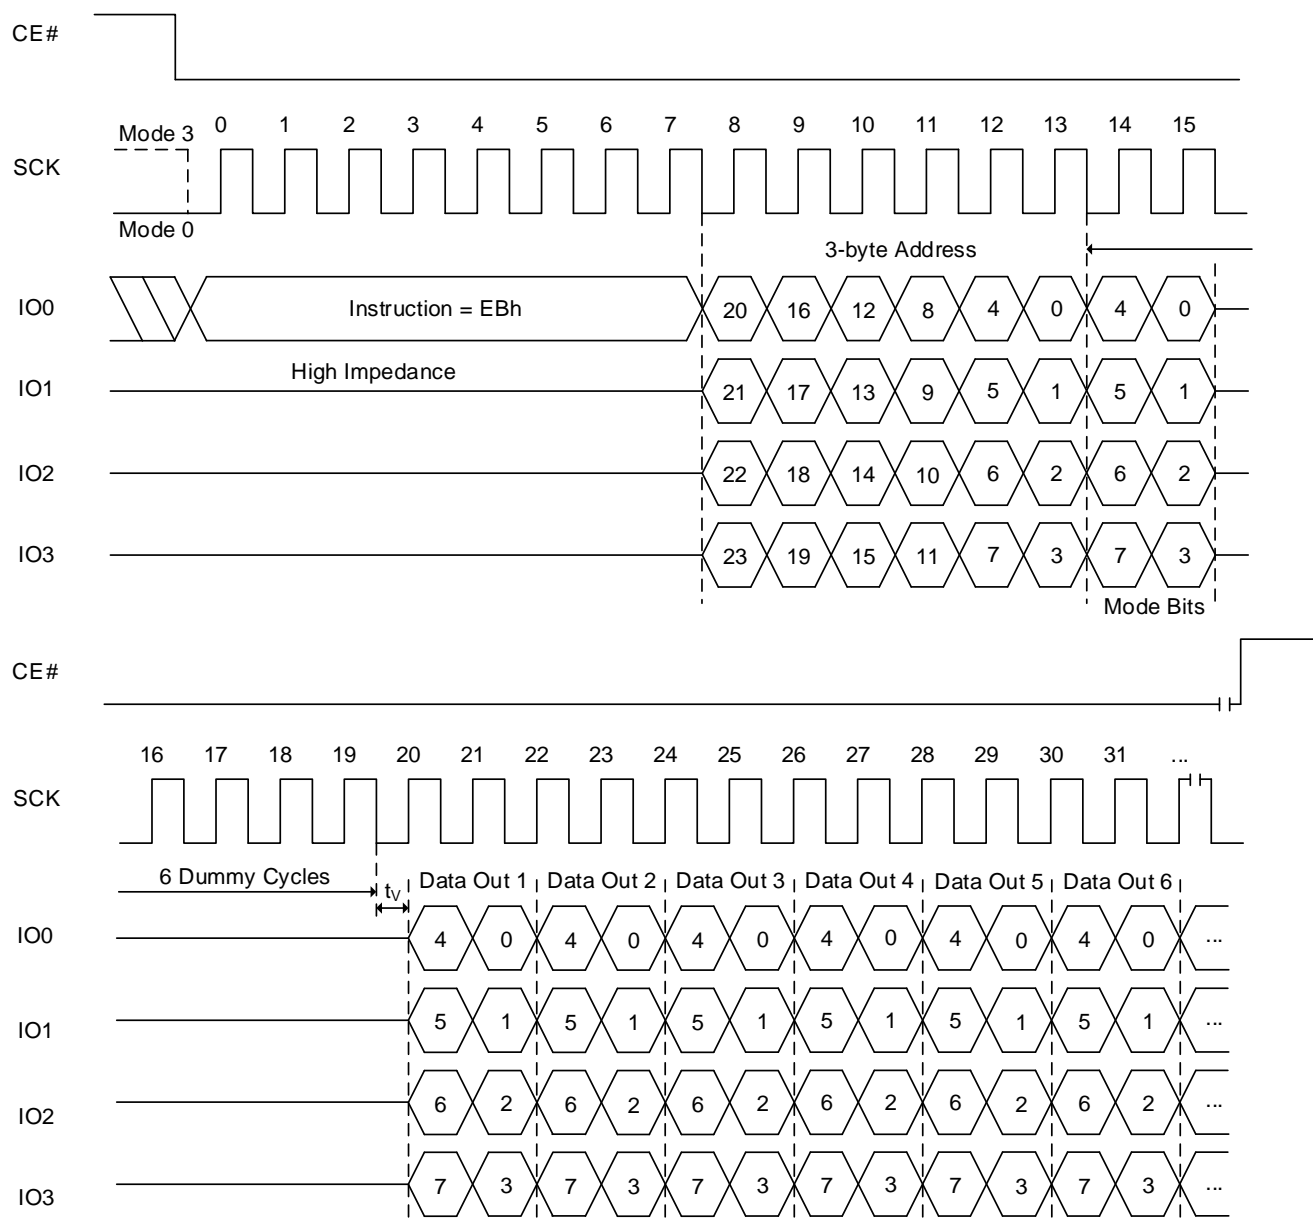 CE#
Mode 3 0 1 2 3 4 5 6 7 8 9 10 11 12 13 14 15
SCK
Mode 0
3-byte Address
IO0 Instruction = EBh 20 16 12 8 4 0 4 0
High Impedance
IO1 21 17 13 9 5 1 5 1
IO2 22 18 14 10 6 2 6 2
IO3 23 19 15 11 7 3 7 3
Mode Bits
CE#
16 17 18 19 20 21 22 23 24 25 26 27 28 29 30 31 ...
SCK
6 Dummy Cycles tV Data Out 1 Data Out 2 Data Out 3 Data Out 4 Data Out 5 Data Out 6
IO0 4 0 4 0 4 0 4 0 4 0 4 0 ...
IO1 5 1 5 1 5 1 5 1 5 1 5 1 ...
IO2 6 2 6 2 6 2 6 2 6 2 6 2 ...
IO3 7 3 7 3 7 3 7 3 7 3 7 3 ...